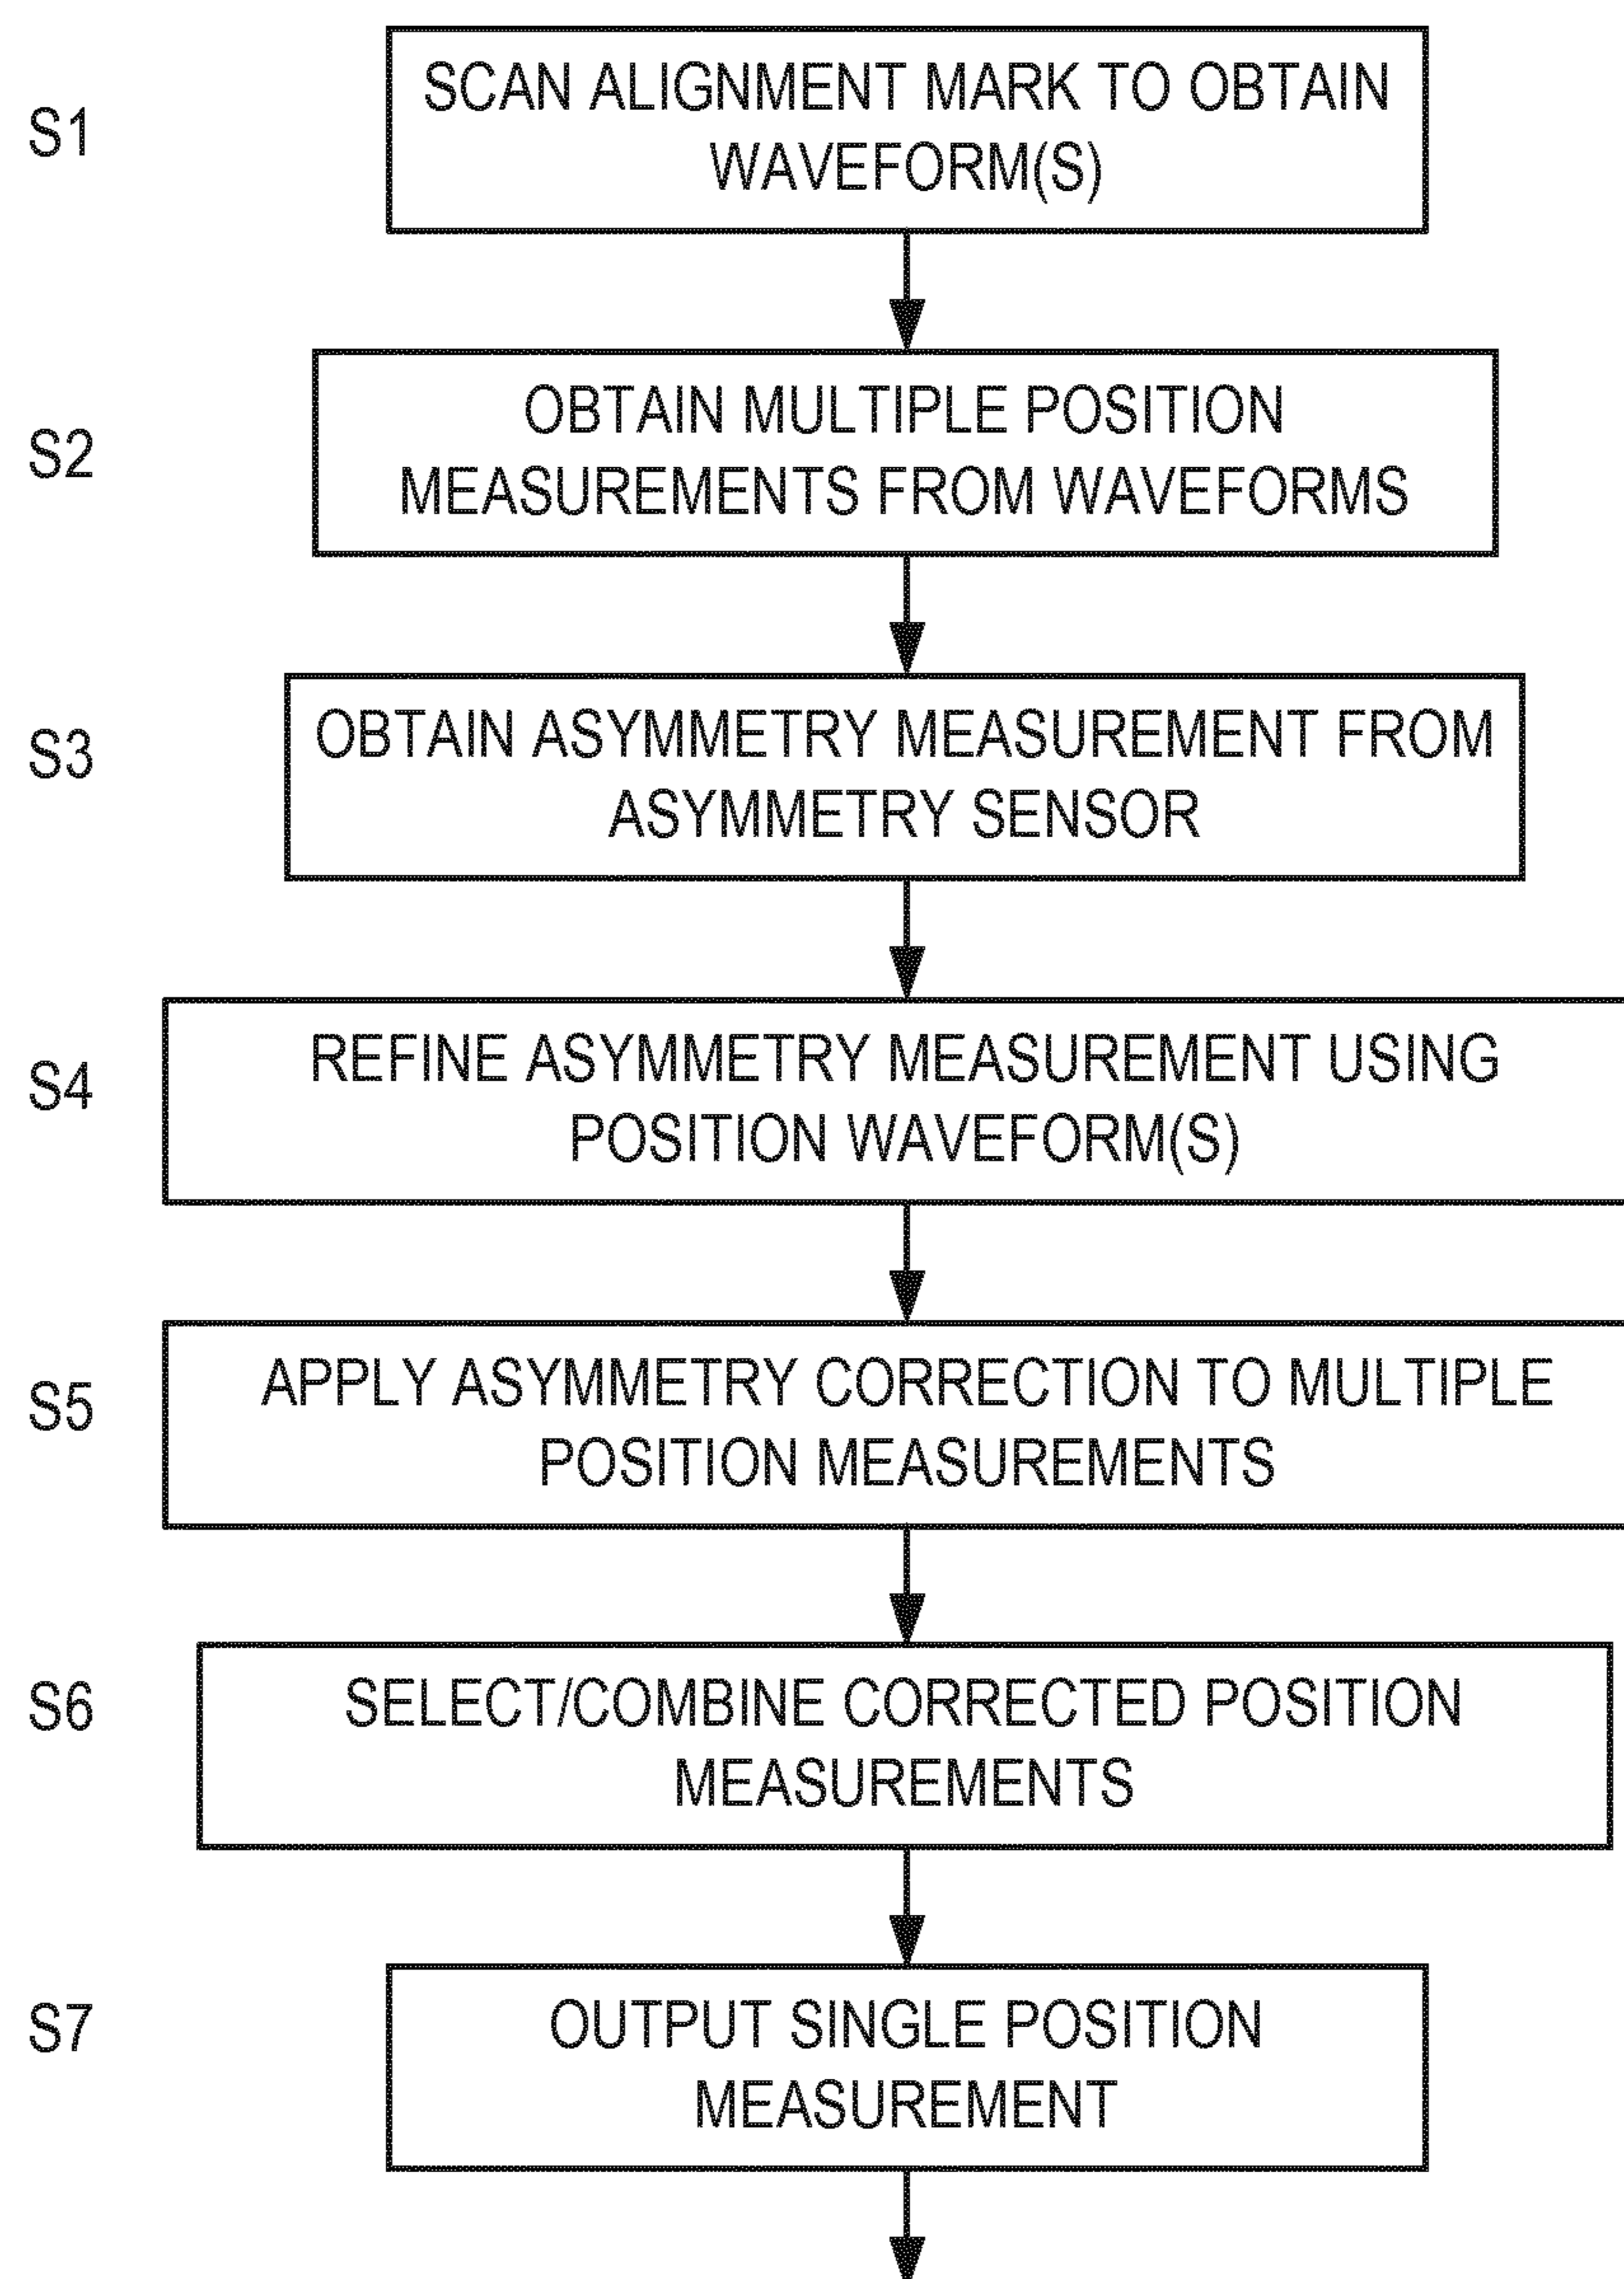 S1
SCAN ALIGNMENT MARK TO OBTAIN
WAVEFORM(S)
S2
OBTAIN MULTIPLE POSITION
MEASUREMENTS FROM WAVEFORMS
S3
OBTAIN ASYMMETRY MEASUREMENT FROM
ASYMMETRY SENSOR
S4
REFINE ASYMMETRY MEASUREMENT USING
POSITION WAVEFORM(S)
S5
APPLY ASYMMETRY CORRECTION TO MULTIPLE
POSITION MEASUREMENTS
S6
SELECT/COMBINE CORRECTED POSITION
MEASUREMENTS
S7
OUTPUT SINGLE POSITION
MEASUREMENT